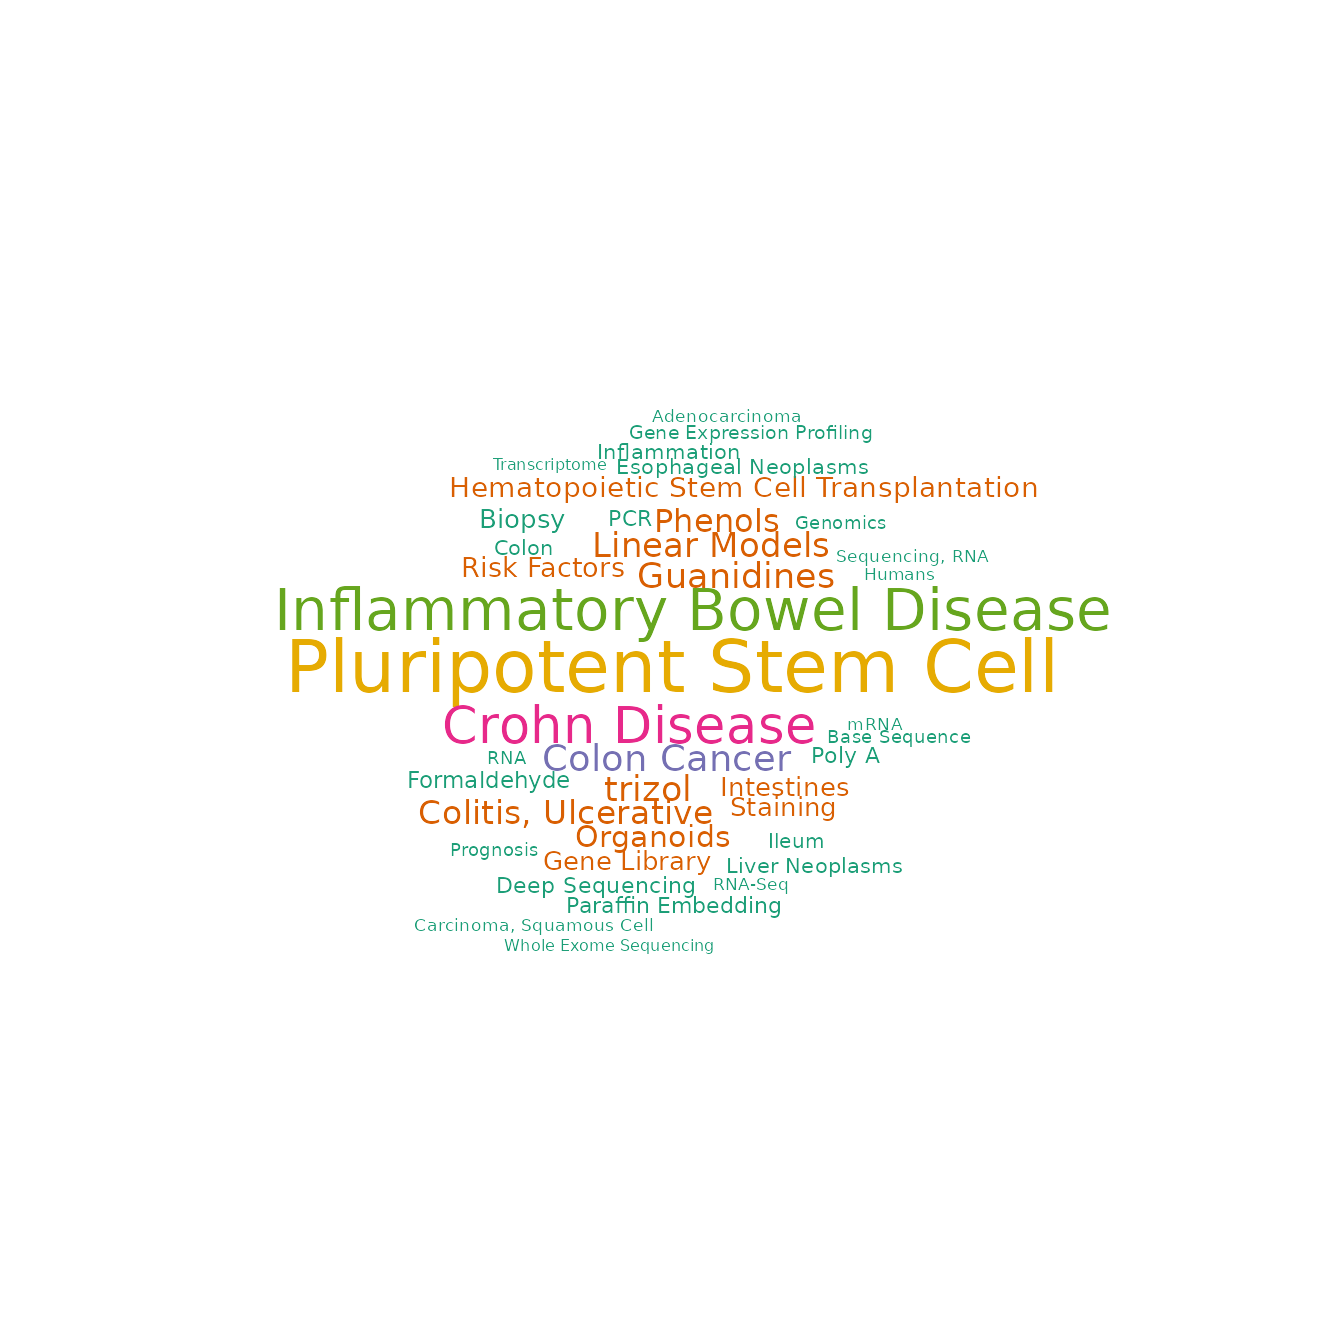 Adenocarcinoma
Gene Expression Profiling
Inflammation
Transcriptome
Esophageal Neoplasms
Hematopoietic Stem Cell Transplantation
Biopsy
PCR
Phenols
Genomics
Linear Models
Colon
Sequencing, RNA
Risk Factors
Guanidines
Humans
Inflammatory Bowel Disease
Pluripotent Stem Cell
Crohn Disease
mRNA
Base Sequence
RNA
Colon Cancer
Poly A
Formaldehyde
trizol
Intestines
Colitis, Ulcerative
Staining
Organoids
Ileum
Prognosis
Gene Library
Liver Neoplasms
Deep Sequencing
RNA-Seq
Paraffin Embedding
Carcinoma, Squamous Cell
Whole Exome Sequencing